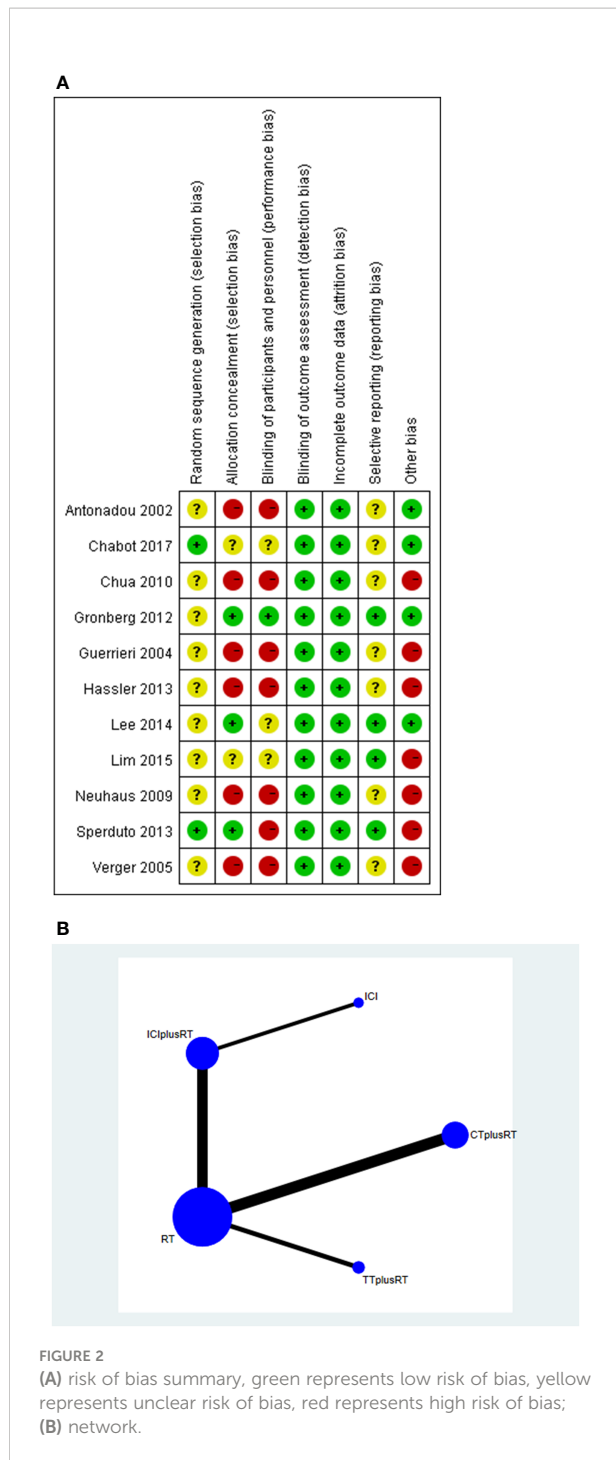 A
Random sequence generation (selection bias)
Allocation concealment (selection bias)
Blinding of participants and personnel (performance bias)
Blinding of outcome assessment (detection bias)
Incomplete outcome data (attrition bias)
Selective reporting (reporting bias)
Other bias
Antonadou 2002 ? - - + + ? +
Chabot 2017 + ? ? + + ? +
Chua 2010 ? - - + + ? -
Gronberg 2012 ? + + + + + +
Guerrieri 2004 ? - - + + ? -
Hassler 2013 ? - - + + ? -
Lee 2014 ? + ? + + + +
Lim 2015 ? ? ? + + + -
Neuhaus 2009 ? - - + + ? -
Sperduto 2013 + + - + + + -
Verger 2005 ? - - + + ? -
B
ICI
ICIplusRT
CTplusRT
RT
TTplusRT
FIGURE 2
(A) risk of bias summary, green represents low risk of bias, yellow
represents unclear risk of bias, red represents high risk of bias;
(B) network.